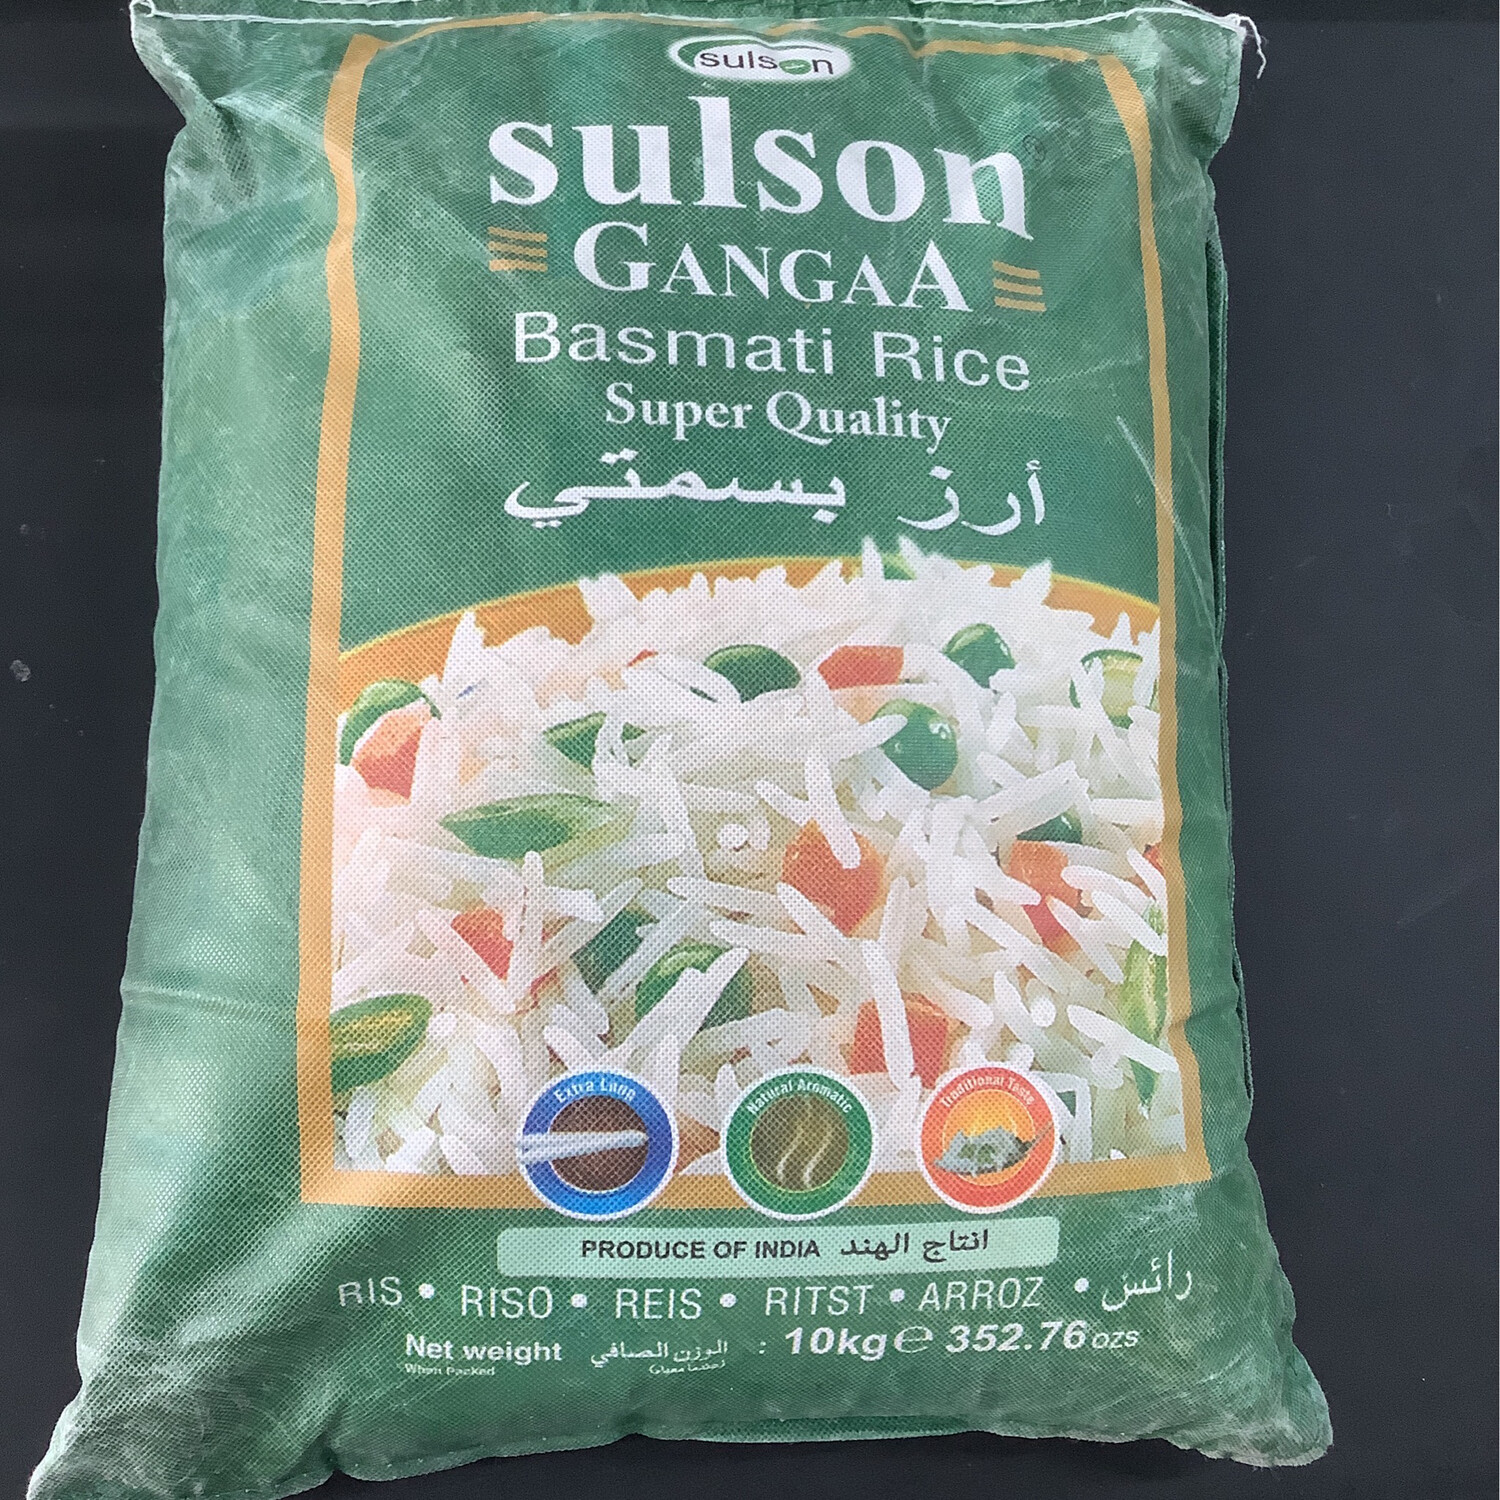 sulson
sulson
GANGAA
Basmati Rice
Super Quality
أرز بسمتي
Extra Long
Natural Aromatic
Traditional Taste
PRODUCE OF INDIA انتاج الهند
RIS • RISO • REIS • RITST • ARROZ • رائس
Net weight الوزن الصافي : 10kg ℮ 352.76 OZS
When Packed